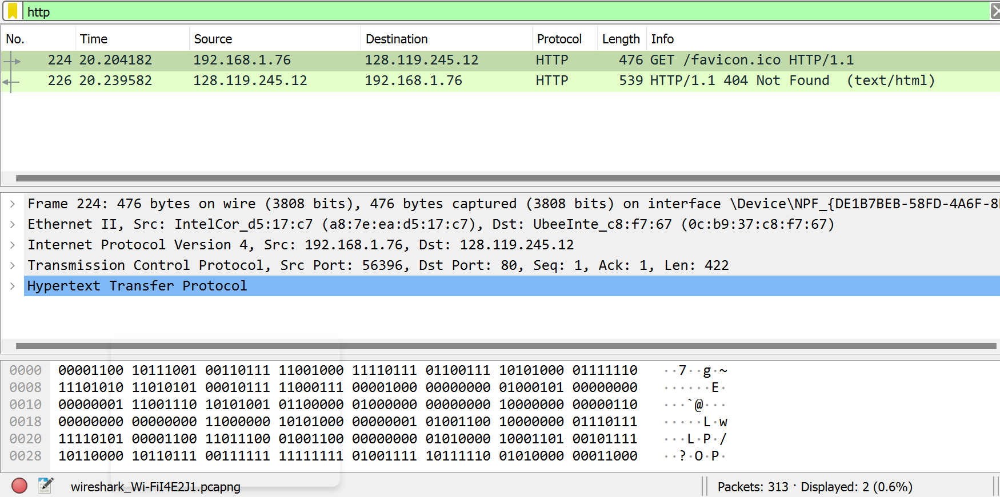 http
No. Time Source Destination Protocol Length Info
224 20.204182 192.168.1.76 128.119.245.12 HTTP 476 GET /favicon.ico HTTP/1.1
226 20.239582 128.119.245.12 192.168.1.76 HTTP 539 HTTP/1.1 404 Not Found (text/html)
Frame 224: 476 bytes on wire (3808 bits), 476 bytes captured (3808 bits) on interface \Device\NPF_{DE1B7BEB-58FD-4A6F-8
Ethernet II, Src: IntelCor_d5:17:c7 (a8:7e:ea:d5:17:c7), Dst: UbeeInte_c8:f7:67 (0c:b9:37:c8:f7:67)
Internet Protocol Version 4, Src: 192.168.1.76, Dst: 128.119.245.12
Transmission Control Protocol, Src Port: 56396, Dst Port: 80, Seq: 1, Ack: 1, Len: 422
Hypertext Transfer Protocol
0000 00001100 10111001 00110111 11001000 11110111 01100111 10101000 01111110 ··7··g·~
0008 11101010 11010101 00010111 11000111 00001000 00000000 01000101 00000000 ······E·
0010 00000001 11001110 10101001 01100000 01000000 00000000 10000000 00000110 ···`@···
0018 00000000 00000000 11000000 10101000 00000001 01001100 10000000 01110111 ·····L·w
0020 11110101 00001100 11011100 01001100 00000000 01010000 10001101 00101111 ···L·P·/
0028 10110000 10110111 00111111 11111111 01001111 10111110 01010000 00011000 ··?·O·P·
wireshark_Wi-FiI4E2J1.pcapng Packets: 313 · Displayed: 2 (0.6%)